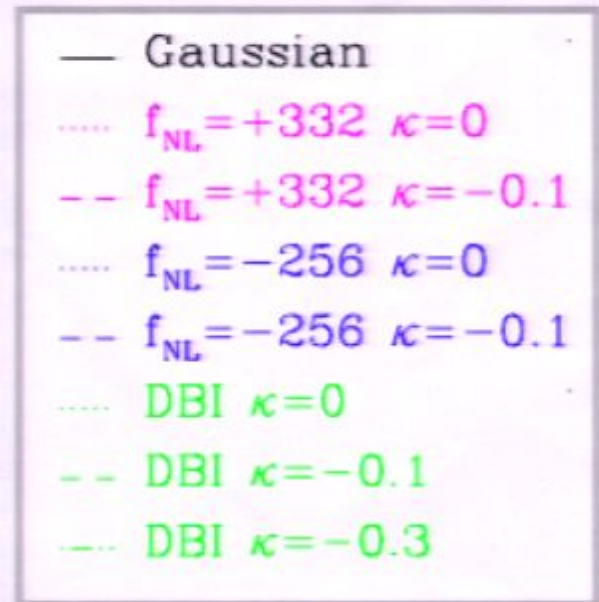 Gaussian
f_NL=+332 κ=0
f_NL=+332 κ=-0.1
f_NL=-256 κ=0
f_NL=-256 κ=-0.1
DBI κ=0
DBI κ=-0.1
DBI κ=-0.3